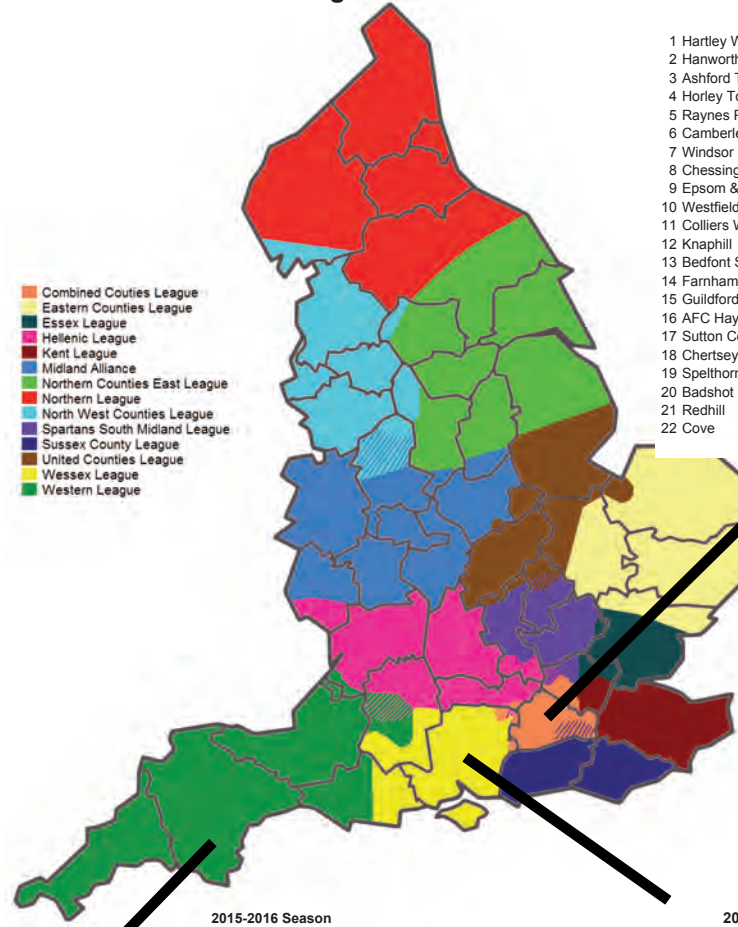 1 Hartley W
2 Hanworth
3 Ashford T
4 Horley To
5 Raynes P
6 Camberle
7 Windsor
8 Chessing
9 Epsom &
10 Westfield
11 Colliers W
12 Knaphill
13 Bedfont S
14 Farnham
15 Guildford
16 AFC Hay
17 Sutton Co
18 Chertsey
19 Spelthorn
20 Badshot
21 Redhill
22 Cove
Combined Couties League
Eastern Counties League
Essex League
Hellenic League
Kent League
Midland Alliance
Northern Counties East League
Northern League
North West Counties League
Spartans South Midland League
Sussex County League
United Counties League
Wessex League
Western League
2015-2016 Season
20